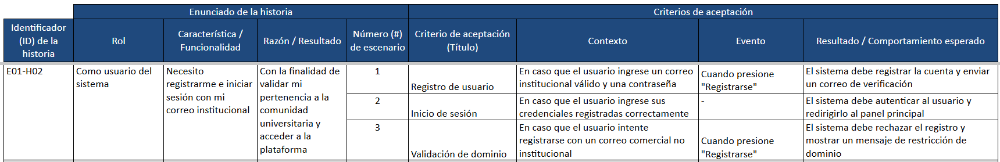 Enunciado de la historia
Criterios de aceptación
Identificador
(ID) de la
historia
Rol
Característica /
Funcionalidad
Razón / Resultado
Número (#)
de escenario
Criterio de aceptación
(Título)
Contexto
Evento
Resultado / Comportamiento esperado
E01-H02
Como usuario del
sistema
Necesito
registrarme e iniciar
sesión con mi
correo institucional
Con la finalidad de
validar mi
pertenencia a la
comunidad
universitaria y
acceder a la
plataforma
1
Registro de usuario
En caso que el usuario ingrese un correo
institucional válido y una contraseña
Cuando presione
"Registrarse"
El sistema debe registrar la cuenta y enviar
un correo de verificación
2
Inicio de sesión
En caso que el usuario ingrese sus
credenciales registradas correctamente
-
El sistema debe autenticar al usuario y
redirigirlo al panel principal
3
Validación de dominio
En caso que el usuario intente
registrarse con un correo comercial no
institucional
Cuando presione
"Registrarse"
El sistema debe rechazar el registro y
mostrar un mensaje de restricción de
dominio